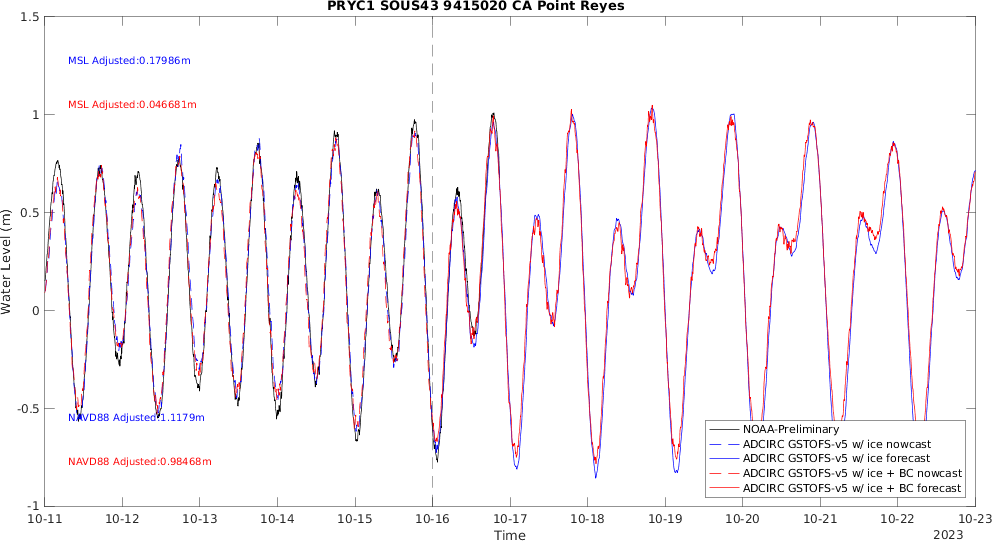 PRYC1 SOUS43 9415020 CA Point Reyes
1.5
1
0.5
0
-0.5
-1
Water Level (m)
MSL Adjusted:0.17986m
MSL Adjusted:0.046681m
NAVD88 Adjusted:1.1179m
NAVD88 Adjusted:0.98468m
NOAA-Preliminary
ADCIRC GSTOFS-v5 w/ ice nowcast
ADCIRC GSTOFS-v5 w/ ice forecast
ADCIRC GSTOFS-v5 w/ ice + BC nowcast
ADCIRC GSTOFS-v5 w/ ice + BC forecast
10-11 10-12 10-13 10-14 10-15 10-16 10-17 10-18 10-19 10-20 10-21 10-22 10-23
Time
2023